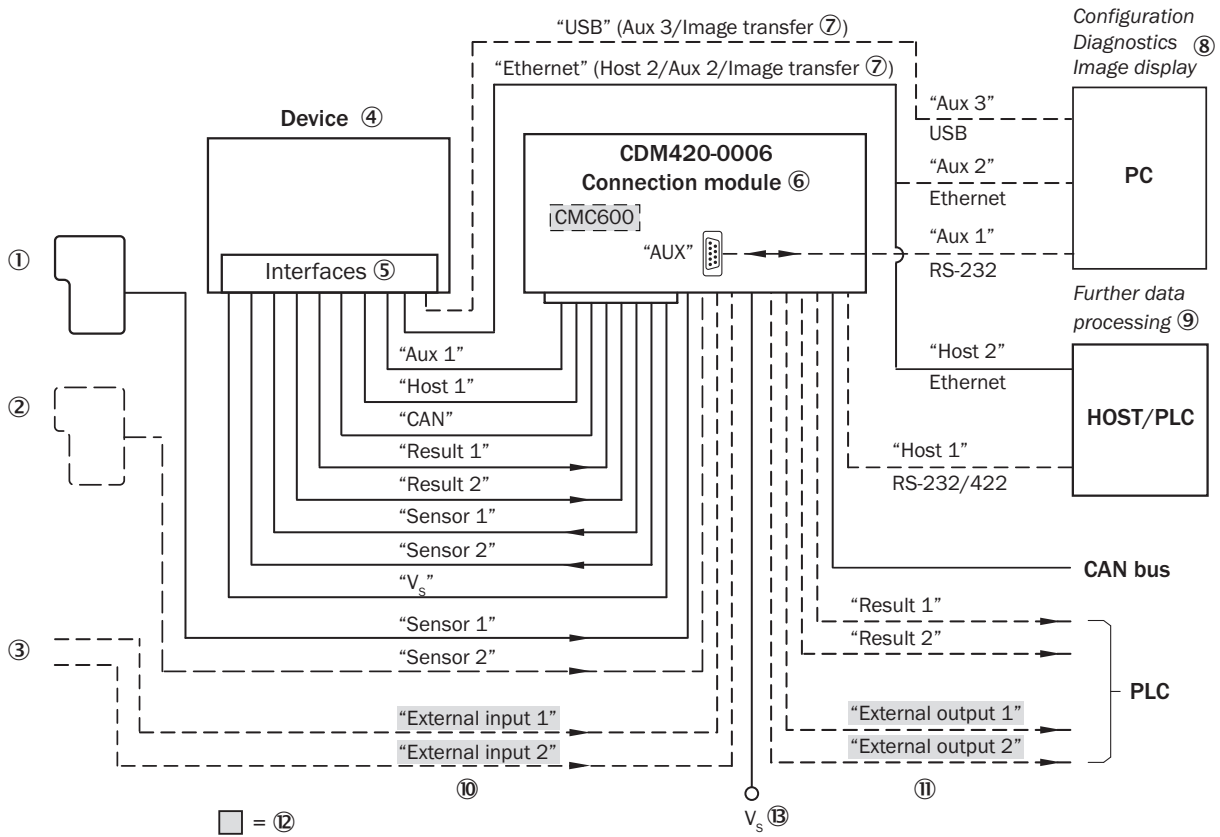 “USB” (Aux 3/Image transfer ⑦)
“Ethernet” (Host 2/Aux 2/Image transfer ⑦)
Configuration
Diagnostics ⑧
Image display
Device ④
CDM420-0006
Connection module ⑥
CMC600
“AUX”
“Aux 3”
USB
“Aux 2”
Ethernet
“Aux 1”
RS-232
PC
①
Interfaces ⑤
Further data
processing ⑨
“Aux 1”
“Host 1”
“CAN”
“Result 1”
“Result 2”
“Sensor 1”
“Sensor 2”
“Vs”
“Host 2”
Ethernet
HOST/PLC
②
“Host 1”
RS-232/422
CAN bus
③
“Sensor 1”
“Sensor 2”
“External input 1”
“External input 2”
⑩
“Result 1”
“Result 2”
“External output 1”
“External output 2”
PLC
⑪
= ⑫
Vs ⑬